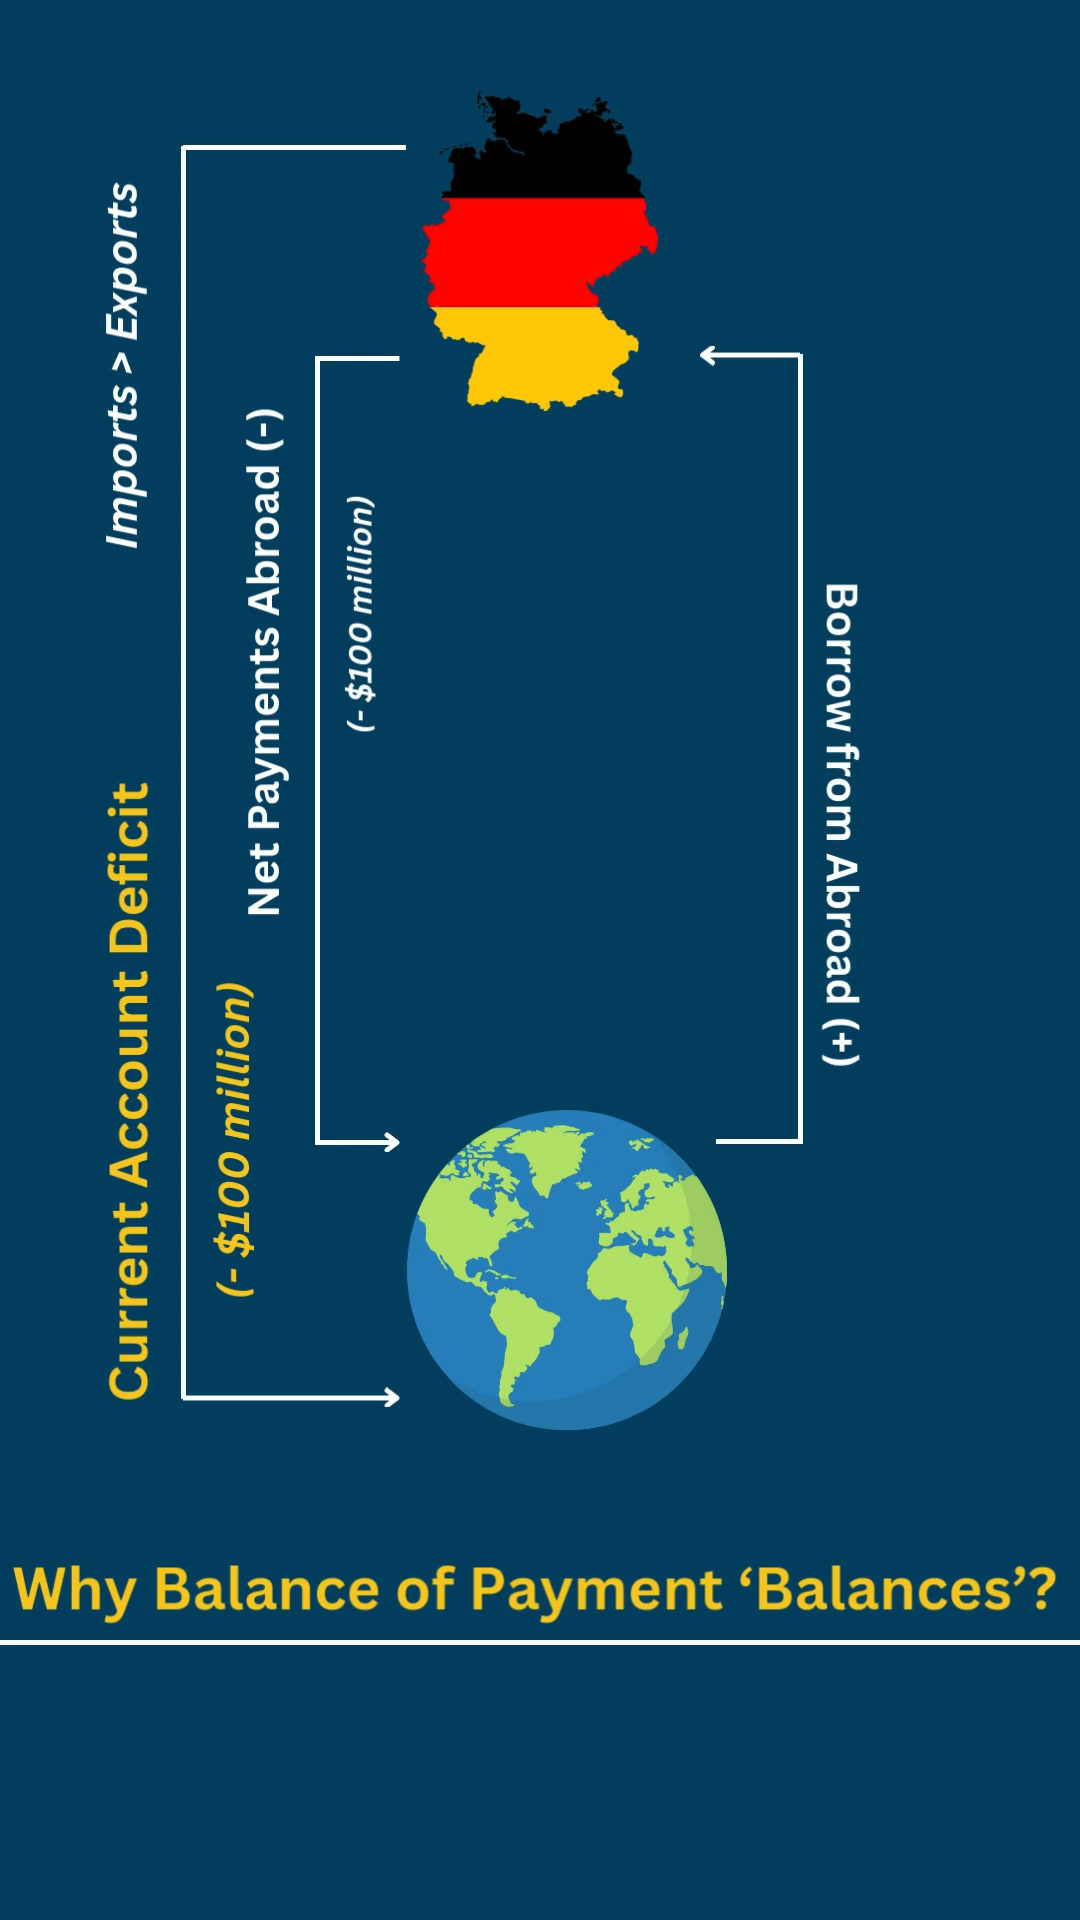 Imports > Exports
Current Account Deficit
(- $100 million)
Net Payments Abroad (-)
(- $100 million)
Borrow from Abroad (+)
Why Balance of Payment ‘Balances’?